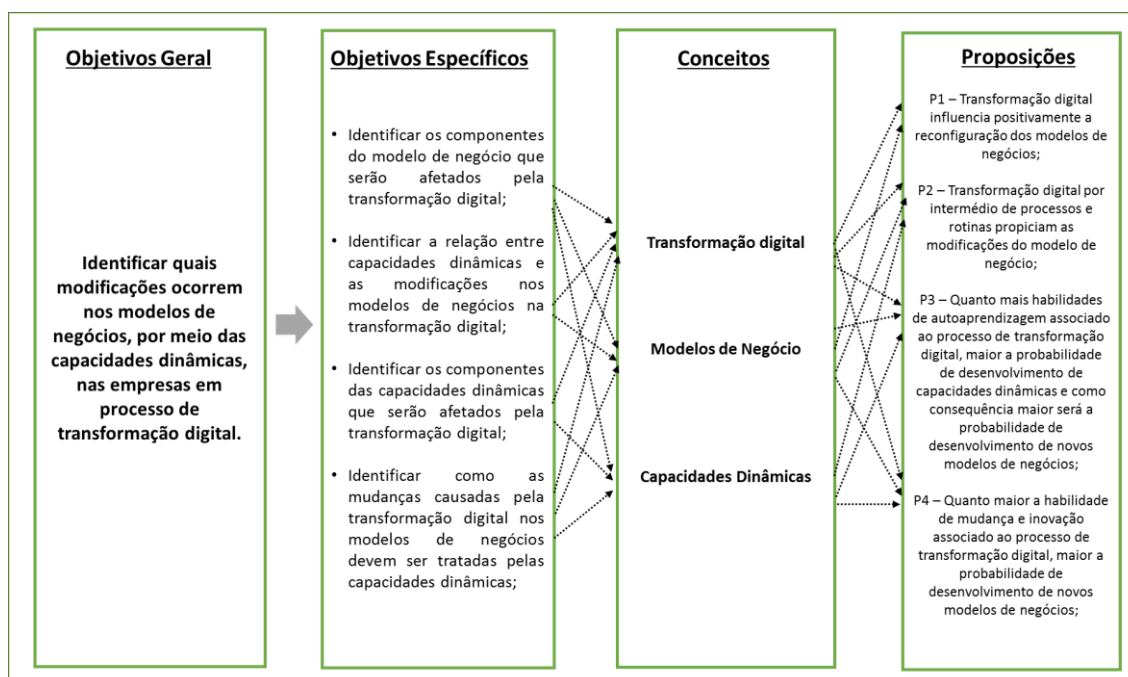 Objetivos Geral
Identificar quais
modificações ocorrem
nos modelos de
negócios, por meio das
capacidades dinâmicas,
nas empresas em
processo de
transformação digital.
Objetivos Específicos
• Identificar os componentes
do modelo de negócio que
serão afetados pela
transformação digital;
• Identificar a relação entre
capacidades dinâmicas e
as modificações nos
modelos de negócios na
transformação digital;
• Identificar os componentes
das capacidades dinâmicas
que serão afetados pela
transformação digital;
• Identificar como as
mudanças causadas pela
transformação digital nos
modelos de negócios
devem ser tratadas pelas
capacidades dinâmicas;
Conceitos
Transformação digital
Modelos de Negócio
Capacidades Dinâmicas
Proposições
P1 – Transformação digital
influencia positivamente a
reconfiguração dos modelos de
negócios;
P2 – Transformação digital por
intermédio de processos e
rotinas propiciam as
modificações do modelo de
negócio;
P3 – Quanto mais habilidades
de autoaprendizagem associado
ao processo de transformação
digital, maior a probabilidade
de desenvolvimento de
capacidades dinâmicas e como
consequência maior será a
probabilidade de
desenvolvimento de novos
modelos de negócios;
P4 – Quanto maior a habilidade
de mudança e inovação
associado ao processo de
transformação digital, maior a
probabilidade de
desenvolvimento de novos
modelos de negócios;